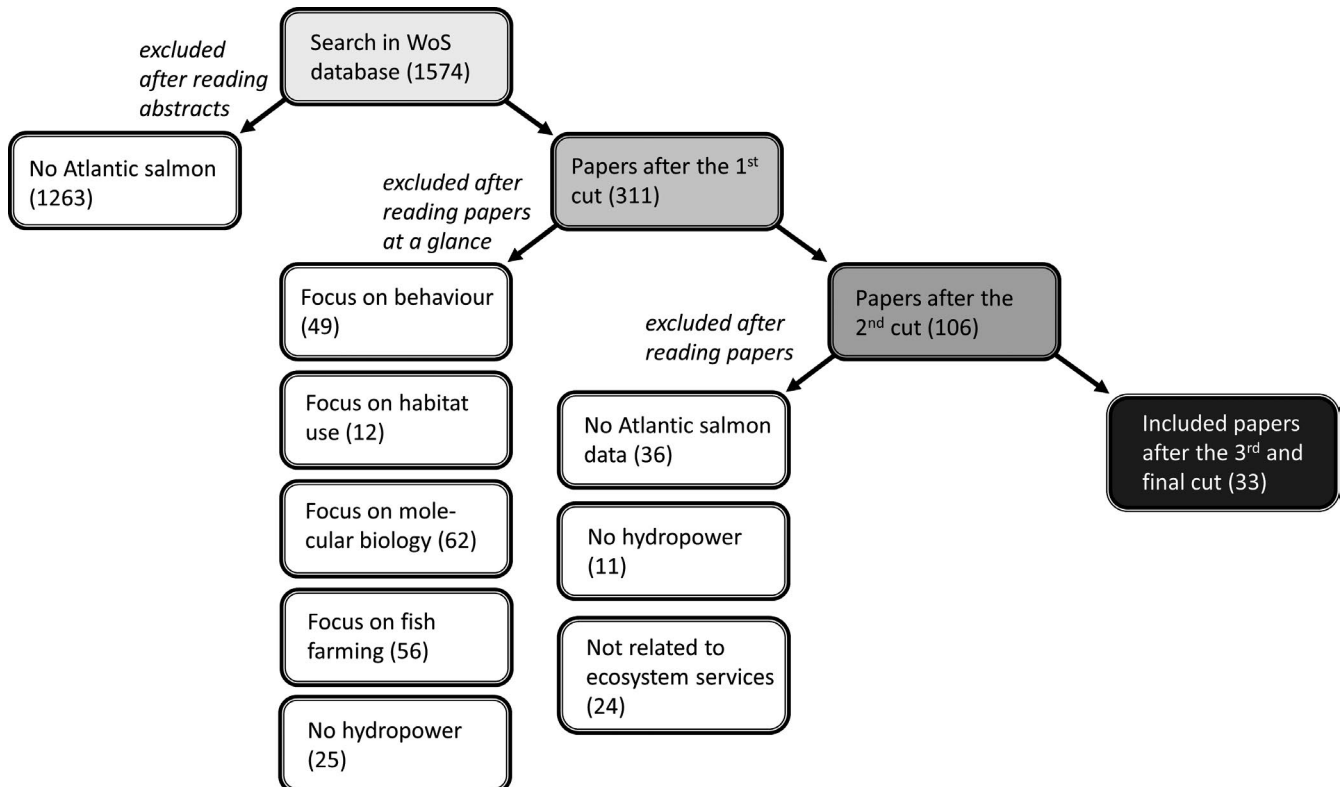 Search in WoS
database (1574)
excluded
after reading
abstracts
No Atlantic salmon
(1263)
Papers after the 1st
cut (311)
excluded after
reading papers
at a glance
Focus on behaviour
(49)
Focus on habitat
use (12)
Focus on mole-
cular biology (62)
Focus on fish
farming (56)
No hydropower
(25)
Papers after the
2nd cut (106)
excluded after
reading papers
No Atlantic salmon
data (36)
No hydropower
(11)
Not related to
ecosystem services
(24)
Included papers
after the 3rd and
final cut (33)